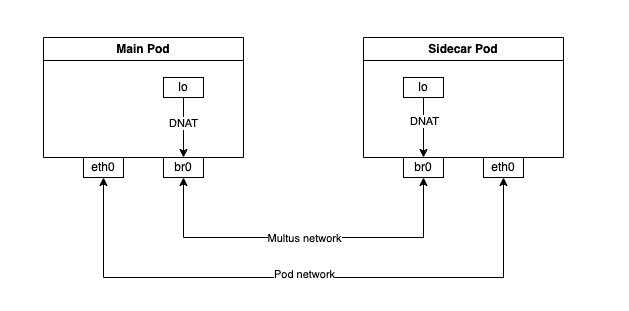 Main Pod
Sidecar Pod
lo
lo
DNAT
DNAT
eth0
br0
br0
eth0
Multus network
Pod network